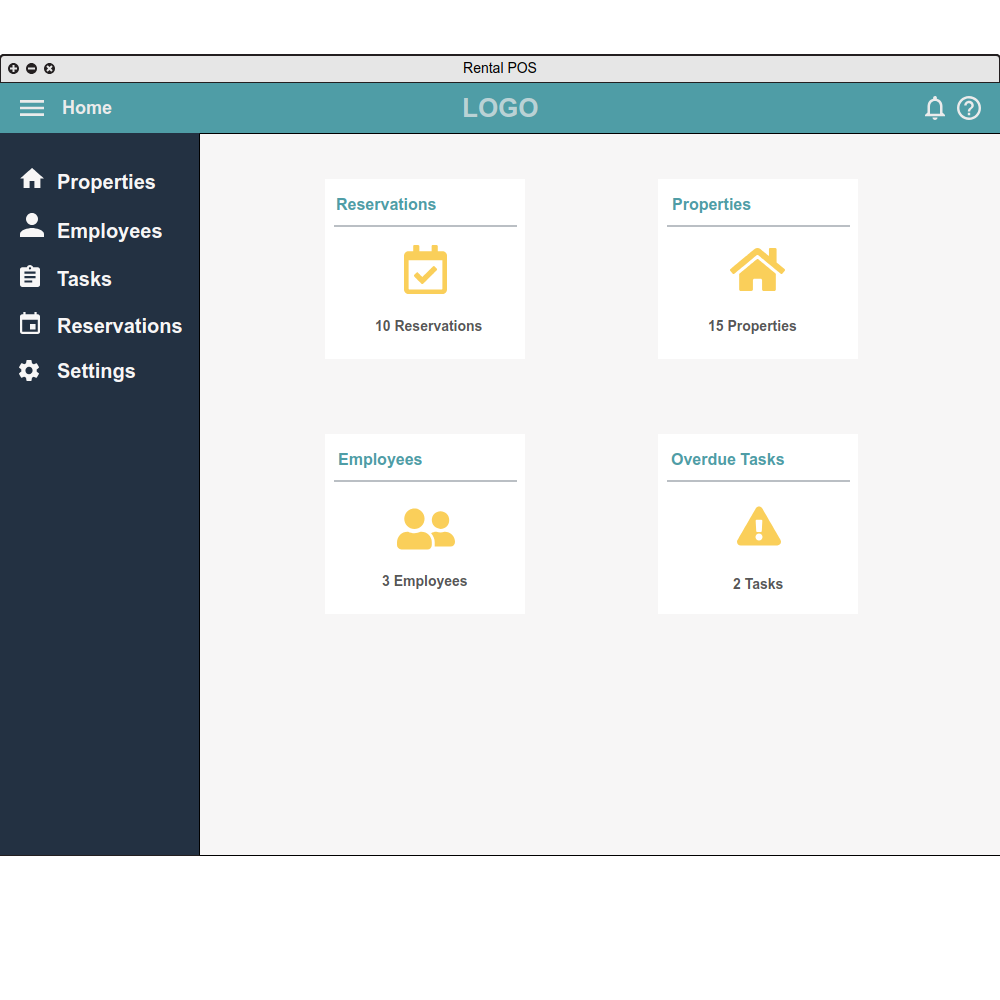 Rental POS
Home
LOGO
Properties
Employees
Tasks
Reservations
Settings
Reservations
10 Reservations
Properties
15 Properties
Employees
3 Employees
Overdue Tasks
2 Tasks